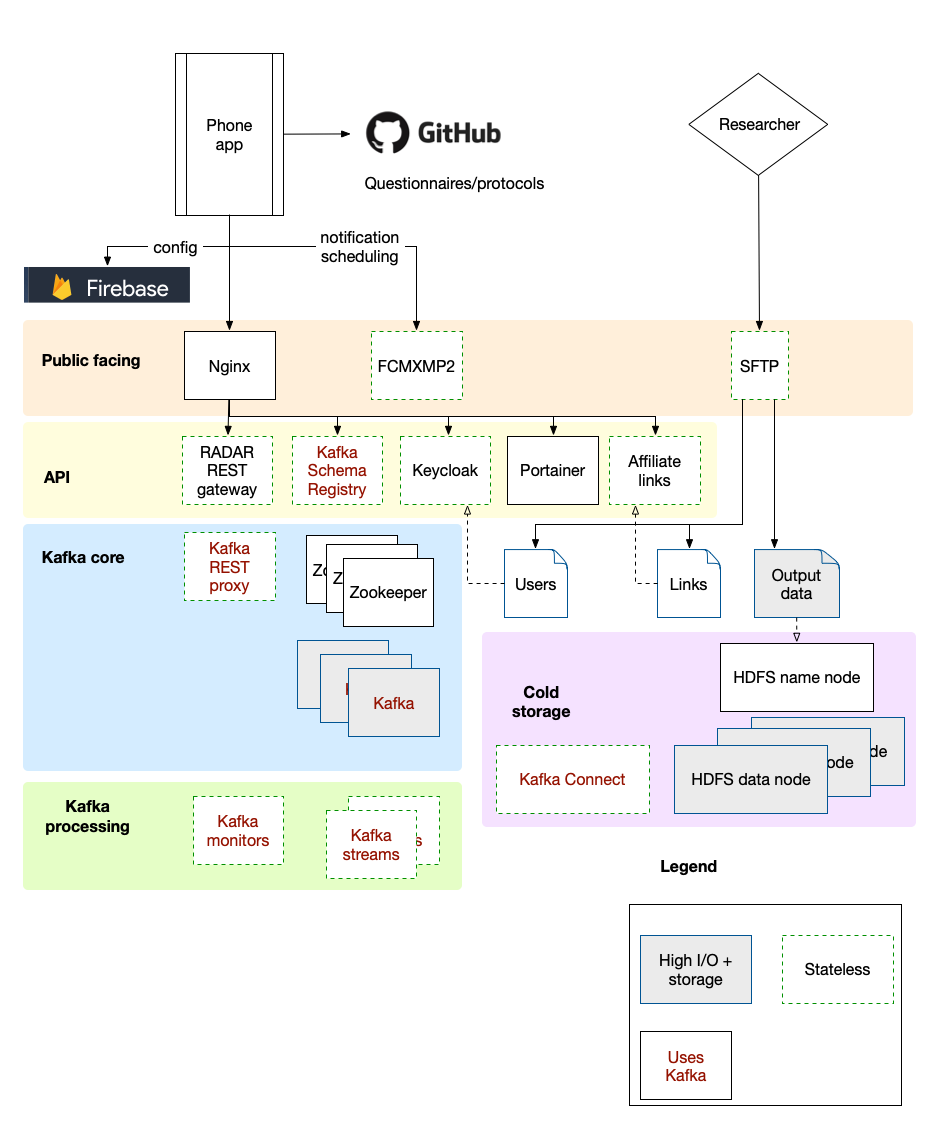 Phone
app
GitHub
Questionnaires/protocols
Researcher
config
notification
scheduling
Firebase
Public facing
Nginx
FCMXMP2
SFTP
API
RADAR
REST
gateway
Kafka
Schema
Registry
Keycloak
Portainer
Affiliate
links
Kafka core
Kafka
REST
proxy
Zookeeper
Users
Links
Output
data
Kafka
Cold
storage
HDFS name node
Kafka Connect
HDFS data node
ode
de
Kafka
processing
Kafka
monitors
Kafka
streams
Legend
High I/O +
storage
Stateless
Uses
Kafka